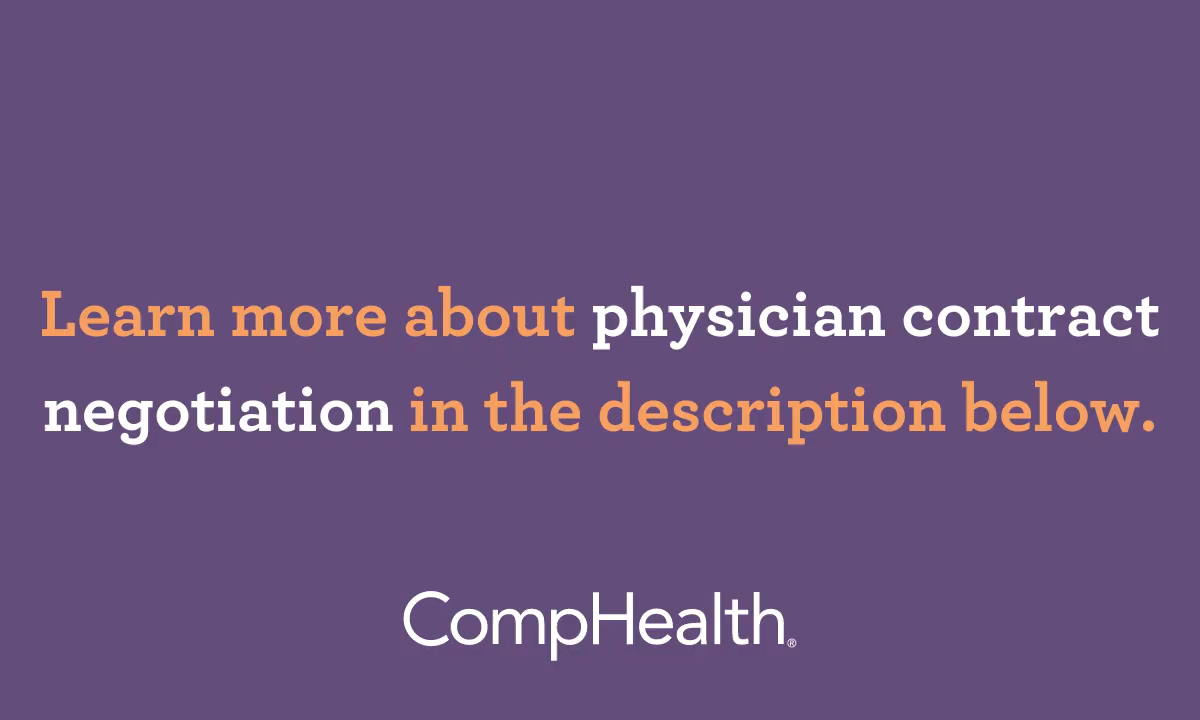 Learn more about physician contract
negotiation in the description below.
CompHealth®